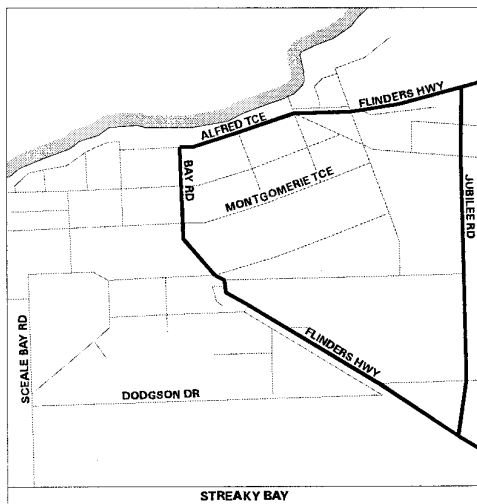 FLINDERS HWY
ALFRED TCE
BAY RD
MONTGOMERIE TCE
JUBILEE RD
SCEALE BAY RD
FLINDERS HWY
DODGSON DR
STREAKY BAY